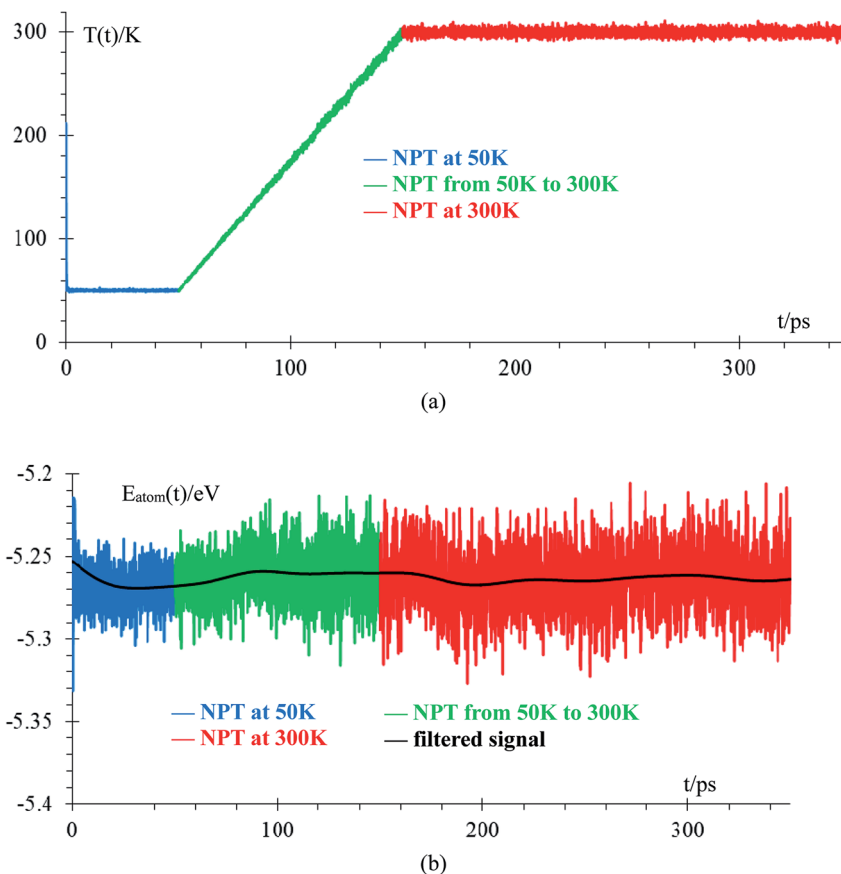 T(t)/K
300
200
100
0
NPT at 50K
NPT from 50K to 300K
NPT at 300K
t/ps
0
100
200
300
(a)
-5.2
-5.25
-5.3
-5.35
-5.4
Eatom(t)/eV
NPT at 50K
NPT from 50K to 300K
NPT at 300K
filtered signal
t/ps
0
100
200
300
(b)